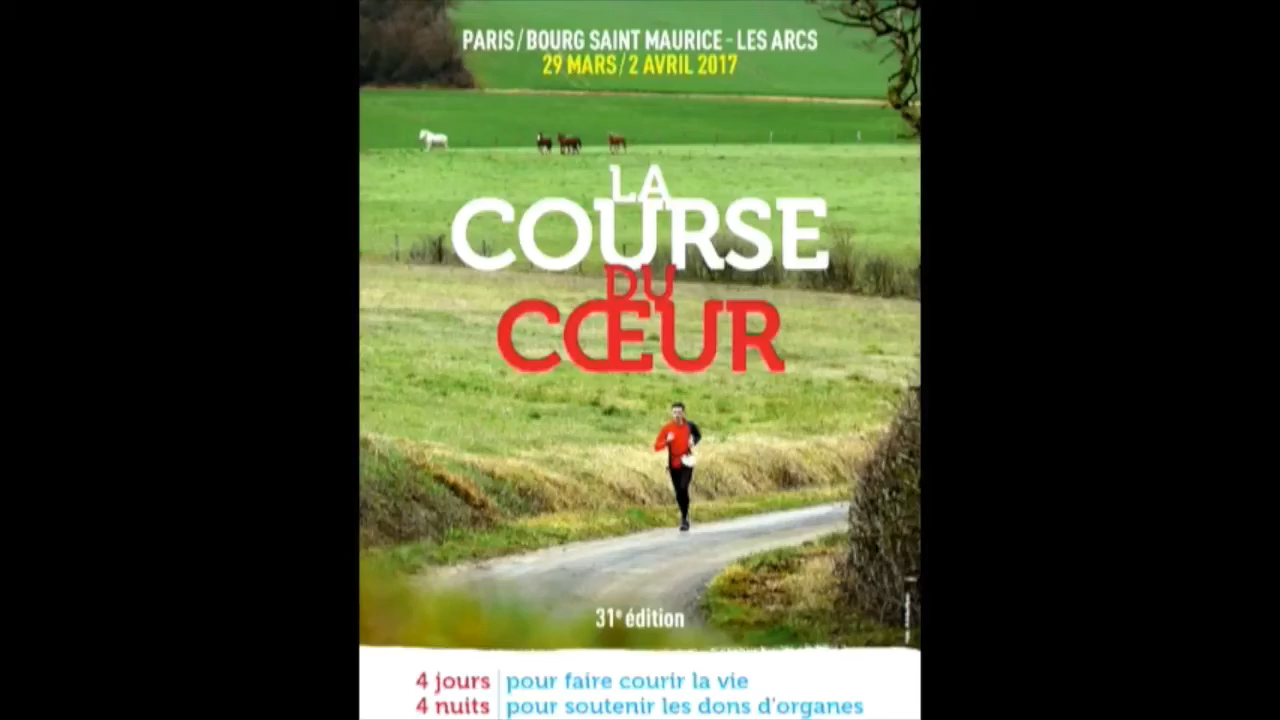 PARIS/BOURG SAINT MAURICE - LES ARCS
29 MARS/2 AVRIL 2017
LA
COURSE
DU
CŒUR
31e édition
4 jours pour faire courir la vie
4 nuits pour soutenir les dons d'organes